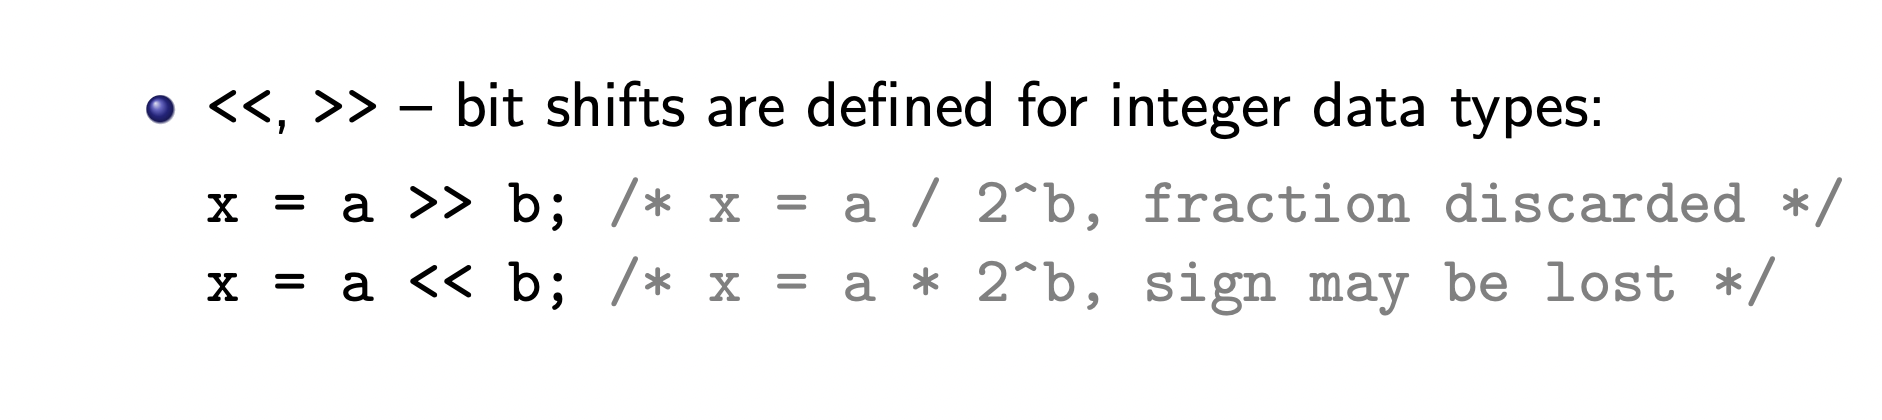 <<, >> – bit shifts are defined for integer data types:
x = a >> b; /* x = a / 2^b, fraction discarded */
x = a << b; /* x = a * 2^b, sign may be lost */